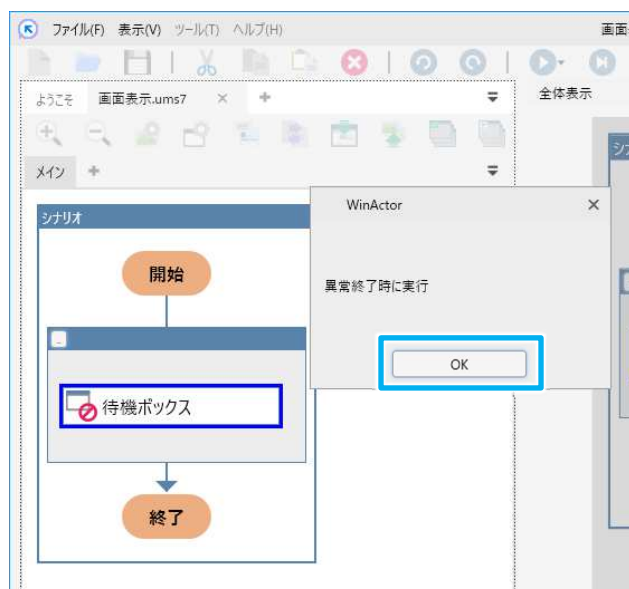 ファイル(F) 表示(V) ツール(T) ヘルプ(H)
ようこそ 画面表示.ums7 × + 全体表示
メイン +
シナリオ
WinActor ×
開始
異常終了時に実行
OK
待機ボックス
終了